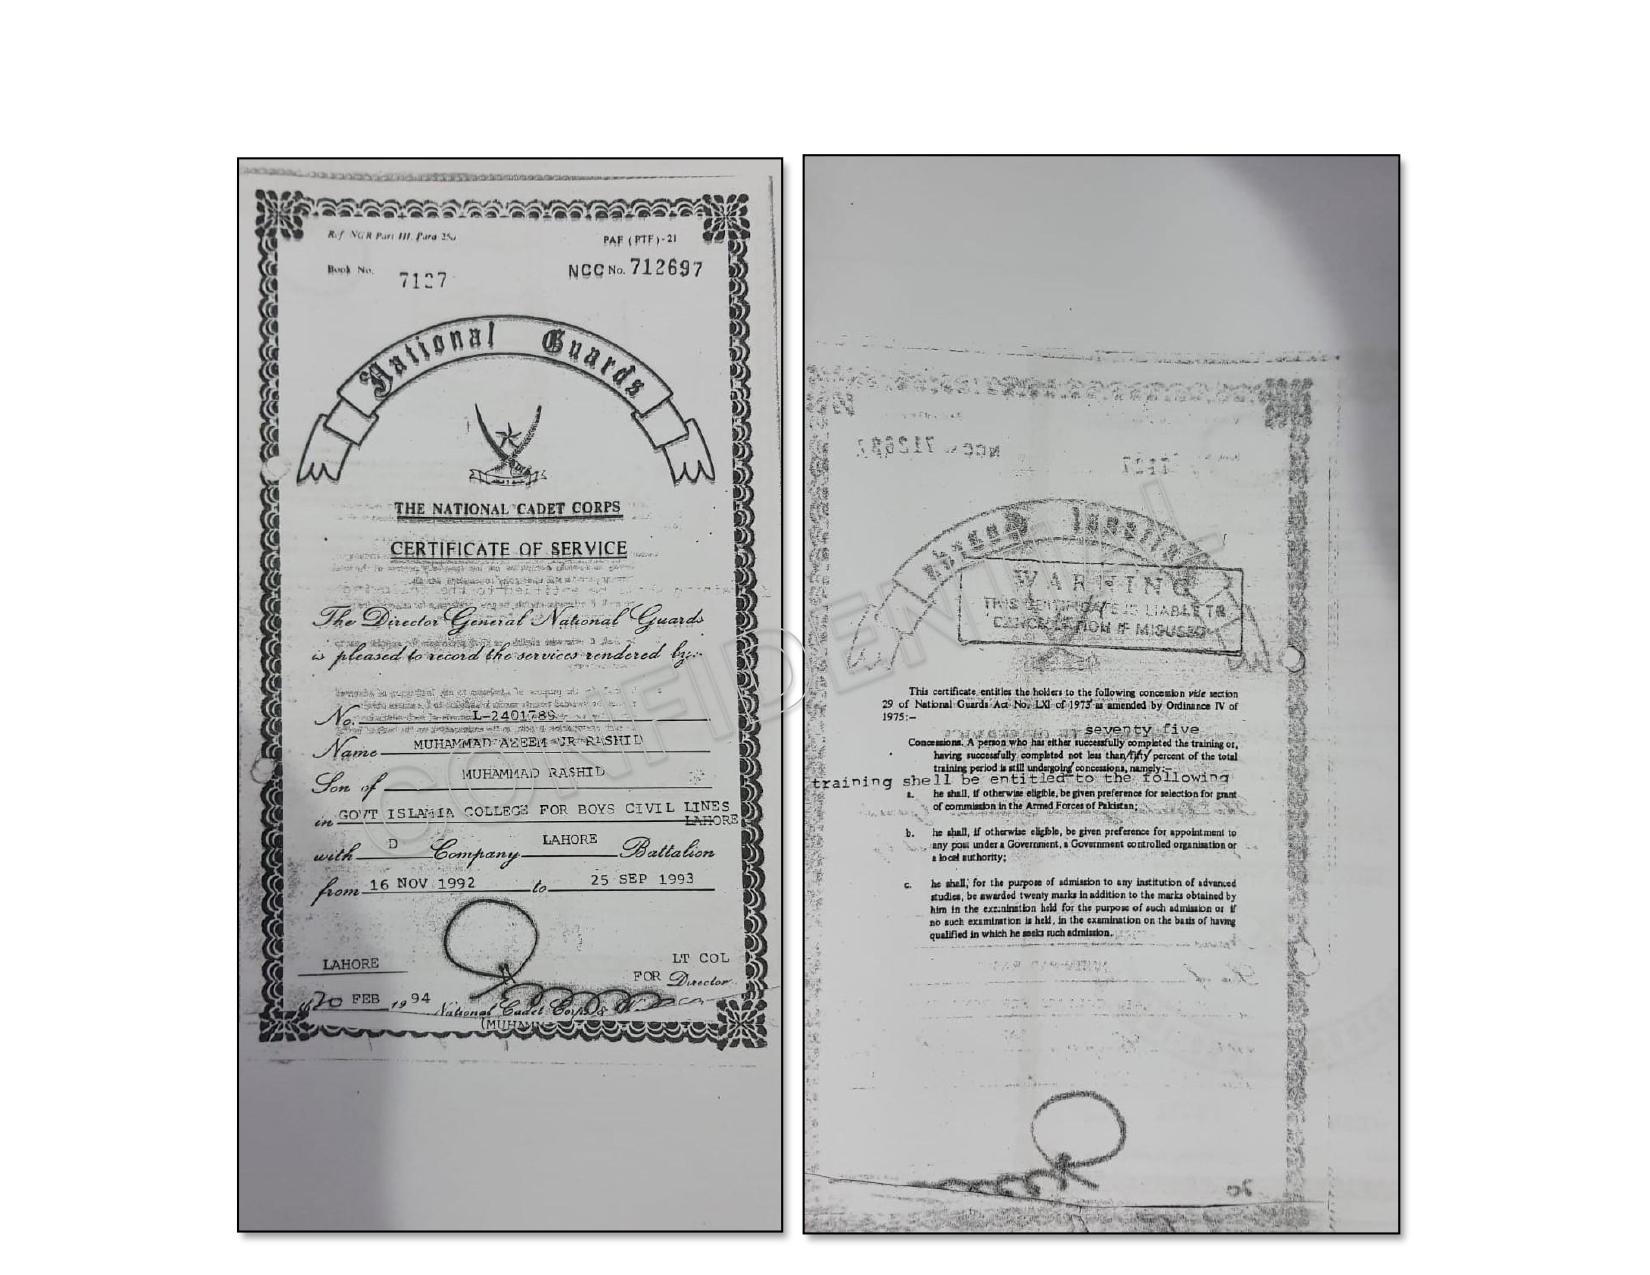 Ref NGR Part III. Para 25
PAF (PTF)-21
Book No. 7127
NCC No. 712697
National Guards
THE NATIONAL CADET CORPS
CERTIFICATE OF SERVICE
The Director General National Guards
is pleased to record the services rendered by:-
No. L-2401789
Name MUHAMMAD AZEEM UR RASHID
Son of MUHAMMAD RASHID
in GOVT ISLAMIA COLLEGE FOR BOYS CIVIL LINES
LAHORE
with D Company LAHORE Battalion
from 16 NOV 1992 to 25 SEP 1993
LAHORE
LT COL
FOR Director
20 FEB 1994
National Cadet Corps
(MUHAM
CONFIDENTIAL
WARNING
THIS CERTIFICATE IS LIABLE TO
CANCELLATION IF MISUSED
This certificate entitles the holders to the following concession vide section
29 of National Guards Act No. LXI of 1973 as amended by Ordinance IV of
1975:–
seventy five
Concessions. A person who has either successfully completed the training or,
having successfully completed not less than fifty percent of the total
training period is still undergoing concessions, namely:–
training shall be entitled to the following
a. he shall, if otherwise eligible, be given preference for selection for grant
of commission in the Armed Forces of Pakistan;
b. he shall, if otherwise eligible, be given preference for appointment to
any post under a Government, a Government controlled organisation or
a local authority;
c. he shall, for the purpose of admission to any institution of advanced
studies, be awarded twenty marks in addition to the marks obtained by
him in the examination held for the purpose of such admission or if
no such examination is held, in the examination on the basis of having
qualified in which he seeks such admission.